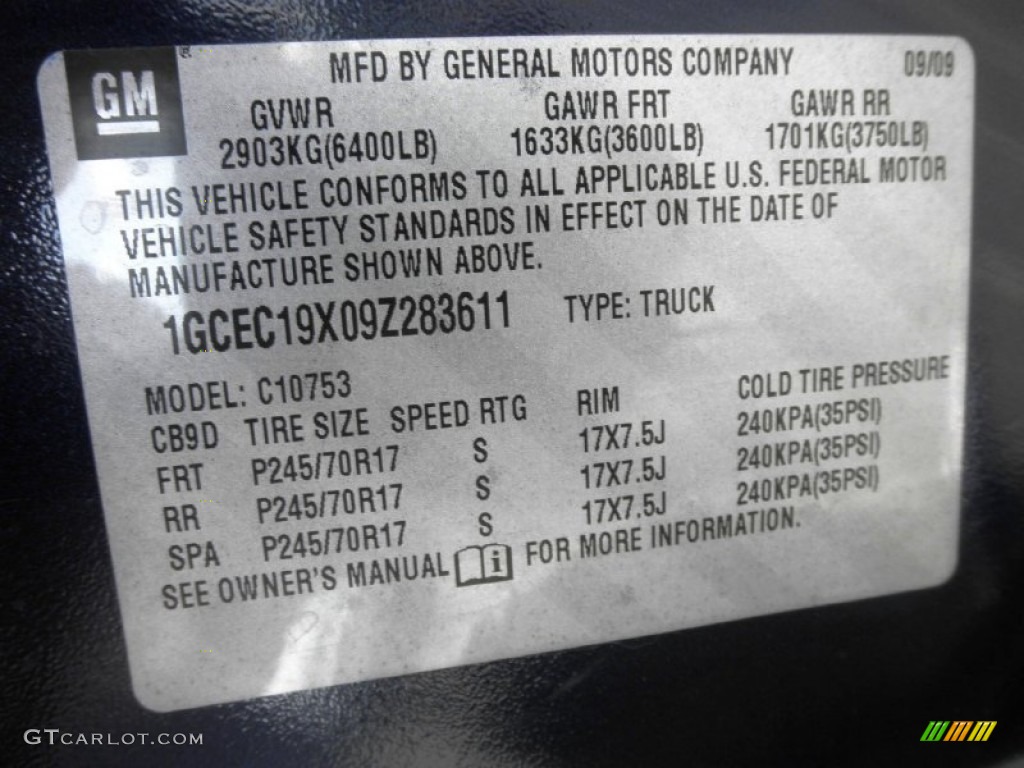 GM
MFD BY GENERAL MOTORS COMPANY 09/09
GVWR GAWR FRT GAWR RR
2903KG(6400LB) 1633KG(3600LB) 1701KG(3750LB)
THIS VEHICLE CONFORMS TO ALL APPLICABLE U.S. FEDERAL MOTOR
VEHICLE SAFETY STANDARDS IN EFFECT ON THE DATE OF
MANUFACTURE SHOWN ABOVE.
1GCEC19X09Z283611 TYPE: TRUCK
MODEL: C10753
CB9D TIRE SIZE SPEED RTG RIM COLD TIRE PRESSURE
FRT P245/70R17 S 17X7.5J 240KPA(35PSI)
RR P245/70R17 S 17X7.5J 240KPA(35PSI)
SPA P245/70R17 S 17X7.5J 240KPA(35PSI)
SEE OWNER'S MANUAL i FOR MORE INFORMATION.
GTCARLOT.COM